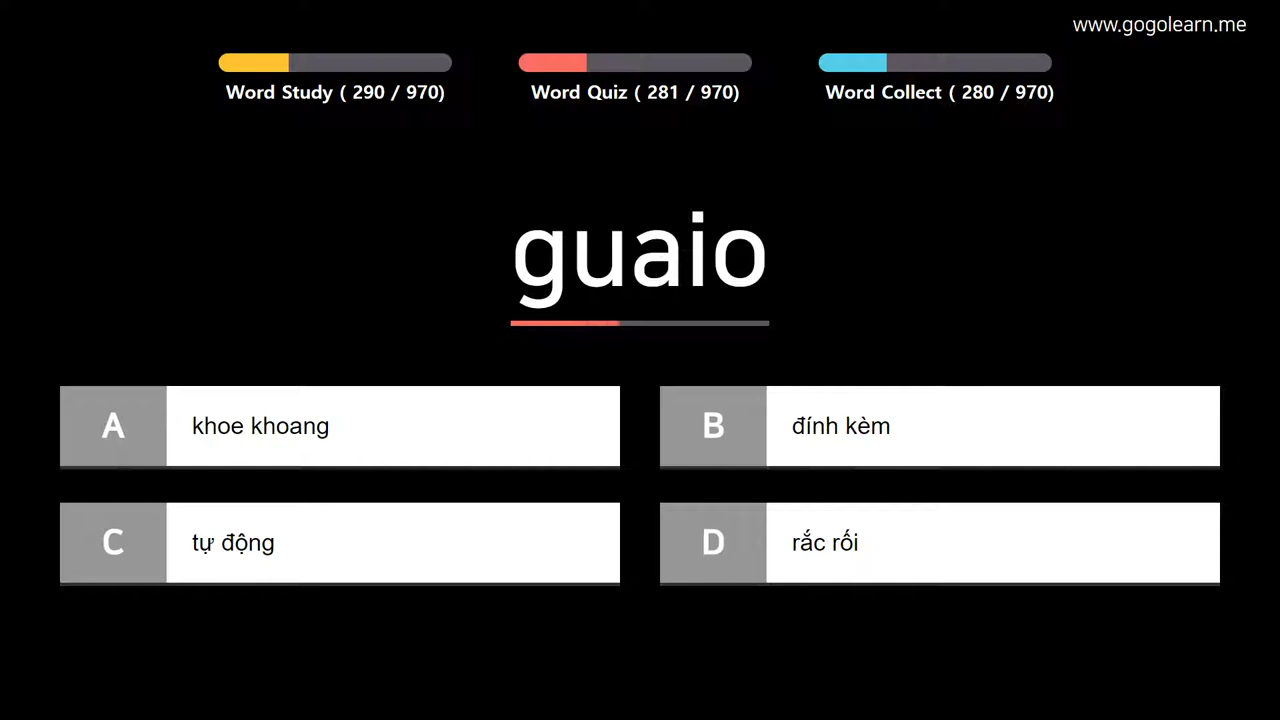 www.gogolearn.me
Word Study ( 290 / 970)
Word Quiz ( 281 / 970)
Word Collect ( 280 / 970)
guaio
A khoe khoang
B đính kèm
C tự động
D rắc rối